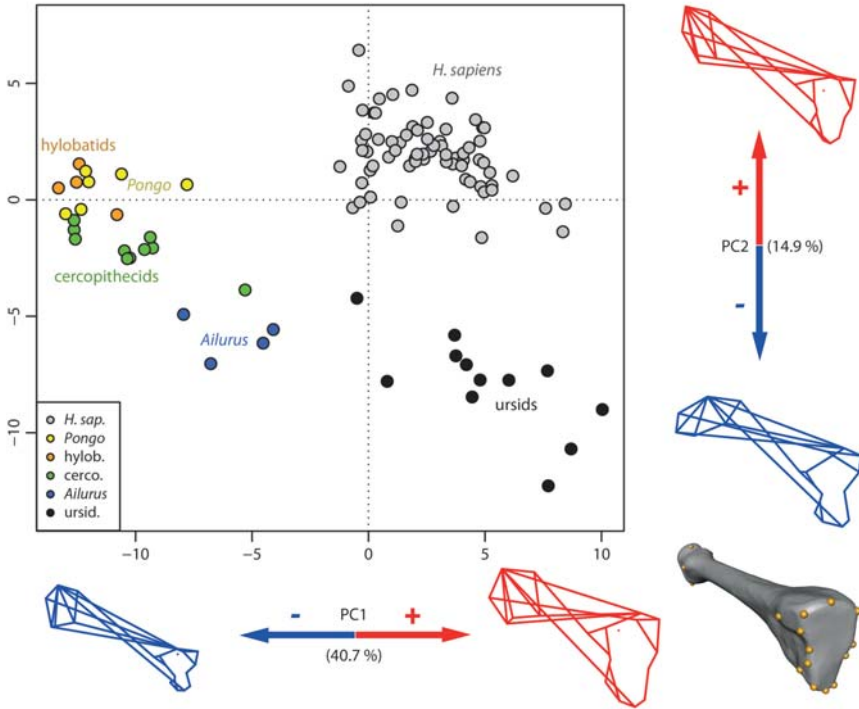 5
0
−5
−10
H. sapiens
hylobatids
Pongo
cercopithecids
Ailurus
ursids
H. sap.
Pongo
hylob.
cerco.
Ailurus
ursid.
−10
−5
0
5
10
+
PC2
(14.9 %)
-
-
PC1
+
(40.7 %)